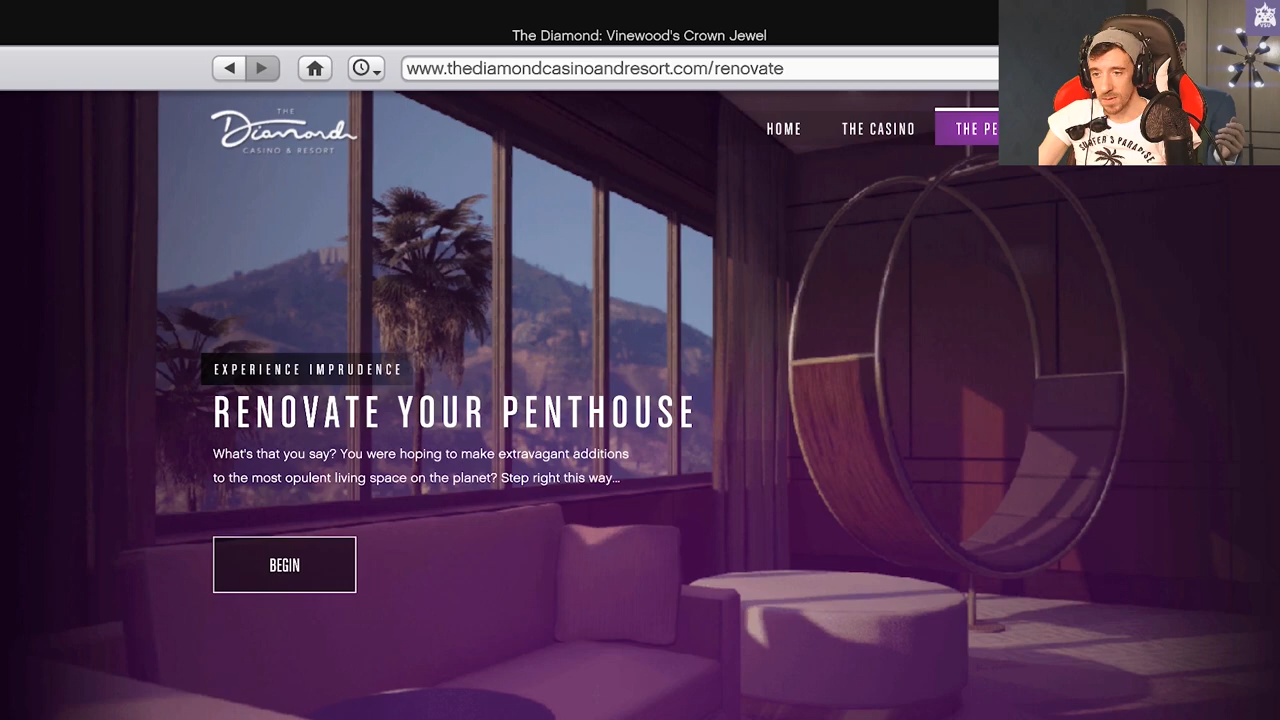 The Diamond: Vinewood's Crown Jewel
www.thediamondcasinoandresort.com/renovate
THE
Diamond
CASINO & RESORT
HOME
THE CASINO
THE PE
SURFER'S PARADISE
EXPERIENCE IMPRUDENCE
RENOVATE YOUR PENTHOUSE
What's that you say? You were hoping to make extravagant additions
to the most opulent living space on the planet? Step right this way...
BEGIN